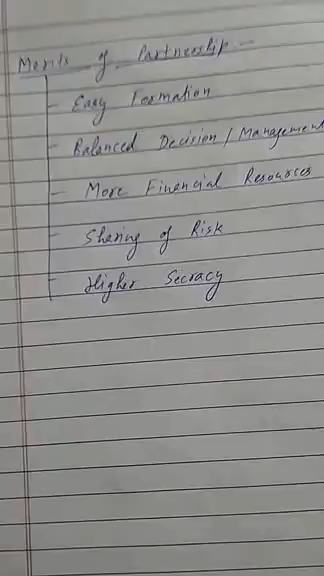 Merits of Partnership -
- Easy Formation
- Balanced Decision / Management
- More Financial Resources
- Sharing of Risk
- Higher Secracy